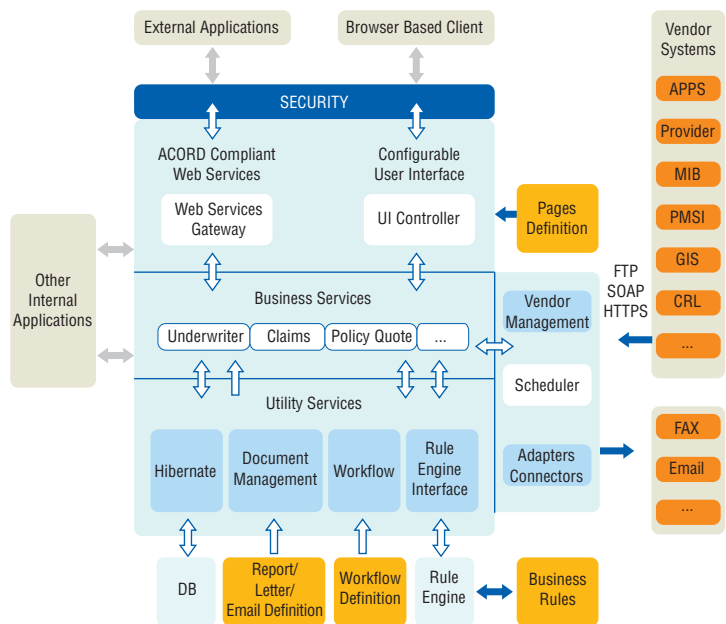 External Applications
Browser Based Client
Vendor
Systems
SECURITY
APPS
Provider
MIB
PMSI
GIS
CRL
...
ACORD Compliant
Web Services
Configurable
User Interface
Web Services
Gateway
UI Controller
Pages
Definition
Other
Internal
Applications
FTP
SOAP
HTTPS
Business Services
Underwriter
Claims
Policy Quote
...
Vendor
Management
Scheduler
Adapters
Connectors
Utility Services
Hibernate
Document
Management
Workflow
Rule
Engine
Interface
FAX
Email
...
DB
Report/
Letter/
Email Definition
Workflow
Definition
Rule
Engine
Business
Rules